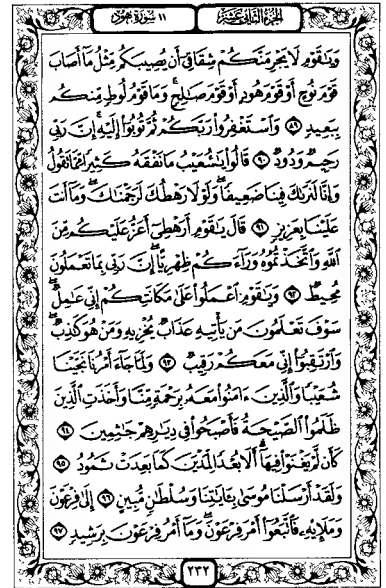 الجزء الثاني عشر
١١ سورة هود
وَيَٰقَوْمِ لَا يَجْرِمَنَّكُمْ شِقَاقِيٓ أَن يُصِيبَكُم مِّثْلُ مَآ أَصَابَ
قَوْمَ نُوحٍ أَوْ قَوْمَ هُودٍ أَوْ قَوْمَ صَٰلِحٍۚ وَمَا قَوْمُ لُوطٍ مِّنكُم
بِبَعِيدٍ ۝٨٩ وَٱسْتَغْفِرُوا۟ رَبَّكُمْ ثُمَّ تُوبُوٓا۟ إِلَيْهِۚ إِنَّ رَبِّى
رَحِيمٌ وَدُودٌ ۝٩٠ قَالُوا۟ يَٰشُعَيْبُ مَا نَفْقَهُ كَثِيرًا مِّمَّا تَقُولُ
وَإِنَّا لَنَرَىٰكَ فِينَا ضَعِيفًاۖ وَلَوْلَا رَهْطُكَ لَرَجَمْنَٰكَۖ وَمَآ أَنتَ
عَلَيْنَا بِعَزِيزٍ ۝٩١ قَالَ يَٰقَوْمِ أَرَهْطِىٓ أَعَزُّ عَلَيْكُم مِّنَ
ٱللَّهِ وَٱتَّخَذْتُمُوهُ وَرَآءَكُمْ ظِهْرِيًّاۖ إِنَّ رَبِّى بِمَا تَعْمَلُونَ
مُحِيطٌ ۝٩٢ وَيَٰقَوْمِ ٱعْمَلُوا۟ عَلَىٰ مَكَانَتِكُمْ إِنِّى عَٰمِلٌۖ
سَوْفَ تَعْلَمُونَ مَن يَأْتِيهِ عَذَابٌ يُخْزِيهِ وَمَنْ هُوَ كَٰذِبٌۖ
وَٱرْتَقِبُوٓا۟ إِنِّى مَعَكُمْ رَقِيبٌ ۝٩٣ وَلَمَّا جَآءَ أَمْرُنَا نَجَّيْنَا
شُعَيْبًا وَٱلَّذِينَ ءَامَنُوا۟ مَعَهُۥ بِرَحْمَةٍ مِّنَّا وَأَخَذَتِ ٱلَّذِينَ
ظَلَمُوا۟ ٱلصَّيْحَةُ فَأَصْبَحُوا۟ فِى دِيَٰرِهِمْ جَٰثِمِينَ ۝٩٤
كَأَن لَّمْ يَغْنَوْا۟ فِيهَآۗ أَلَا بُعْدًا لِّمَدْيَنَ كَمَا بَعِدَتْ ثَمُودُ ۝٩٥
وَلَقَدْ أَرْسَلْنَا مُوسَىٰ بِـَٔايَٰتِنَا وَسُلْطَٰنٍ مُّبِينٍ ۝٩٦ إِلَىٰ فِرْعَوْنَ
وَمَلَإِي۟هِۦ فَٱتَّبَعُوٓا۟ أَمْرَ فِرْعَوْنَۖ وَمَآ أَمْرُ فِرْعَوْنَ بِرَشِيدٍ ۝٩٧
٢٣٢